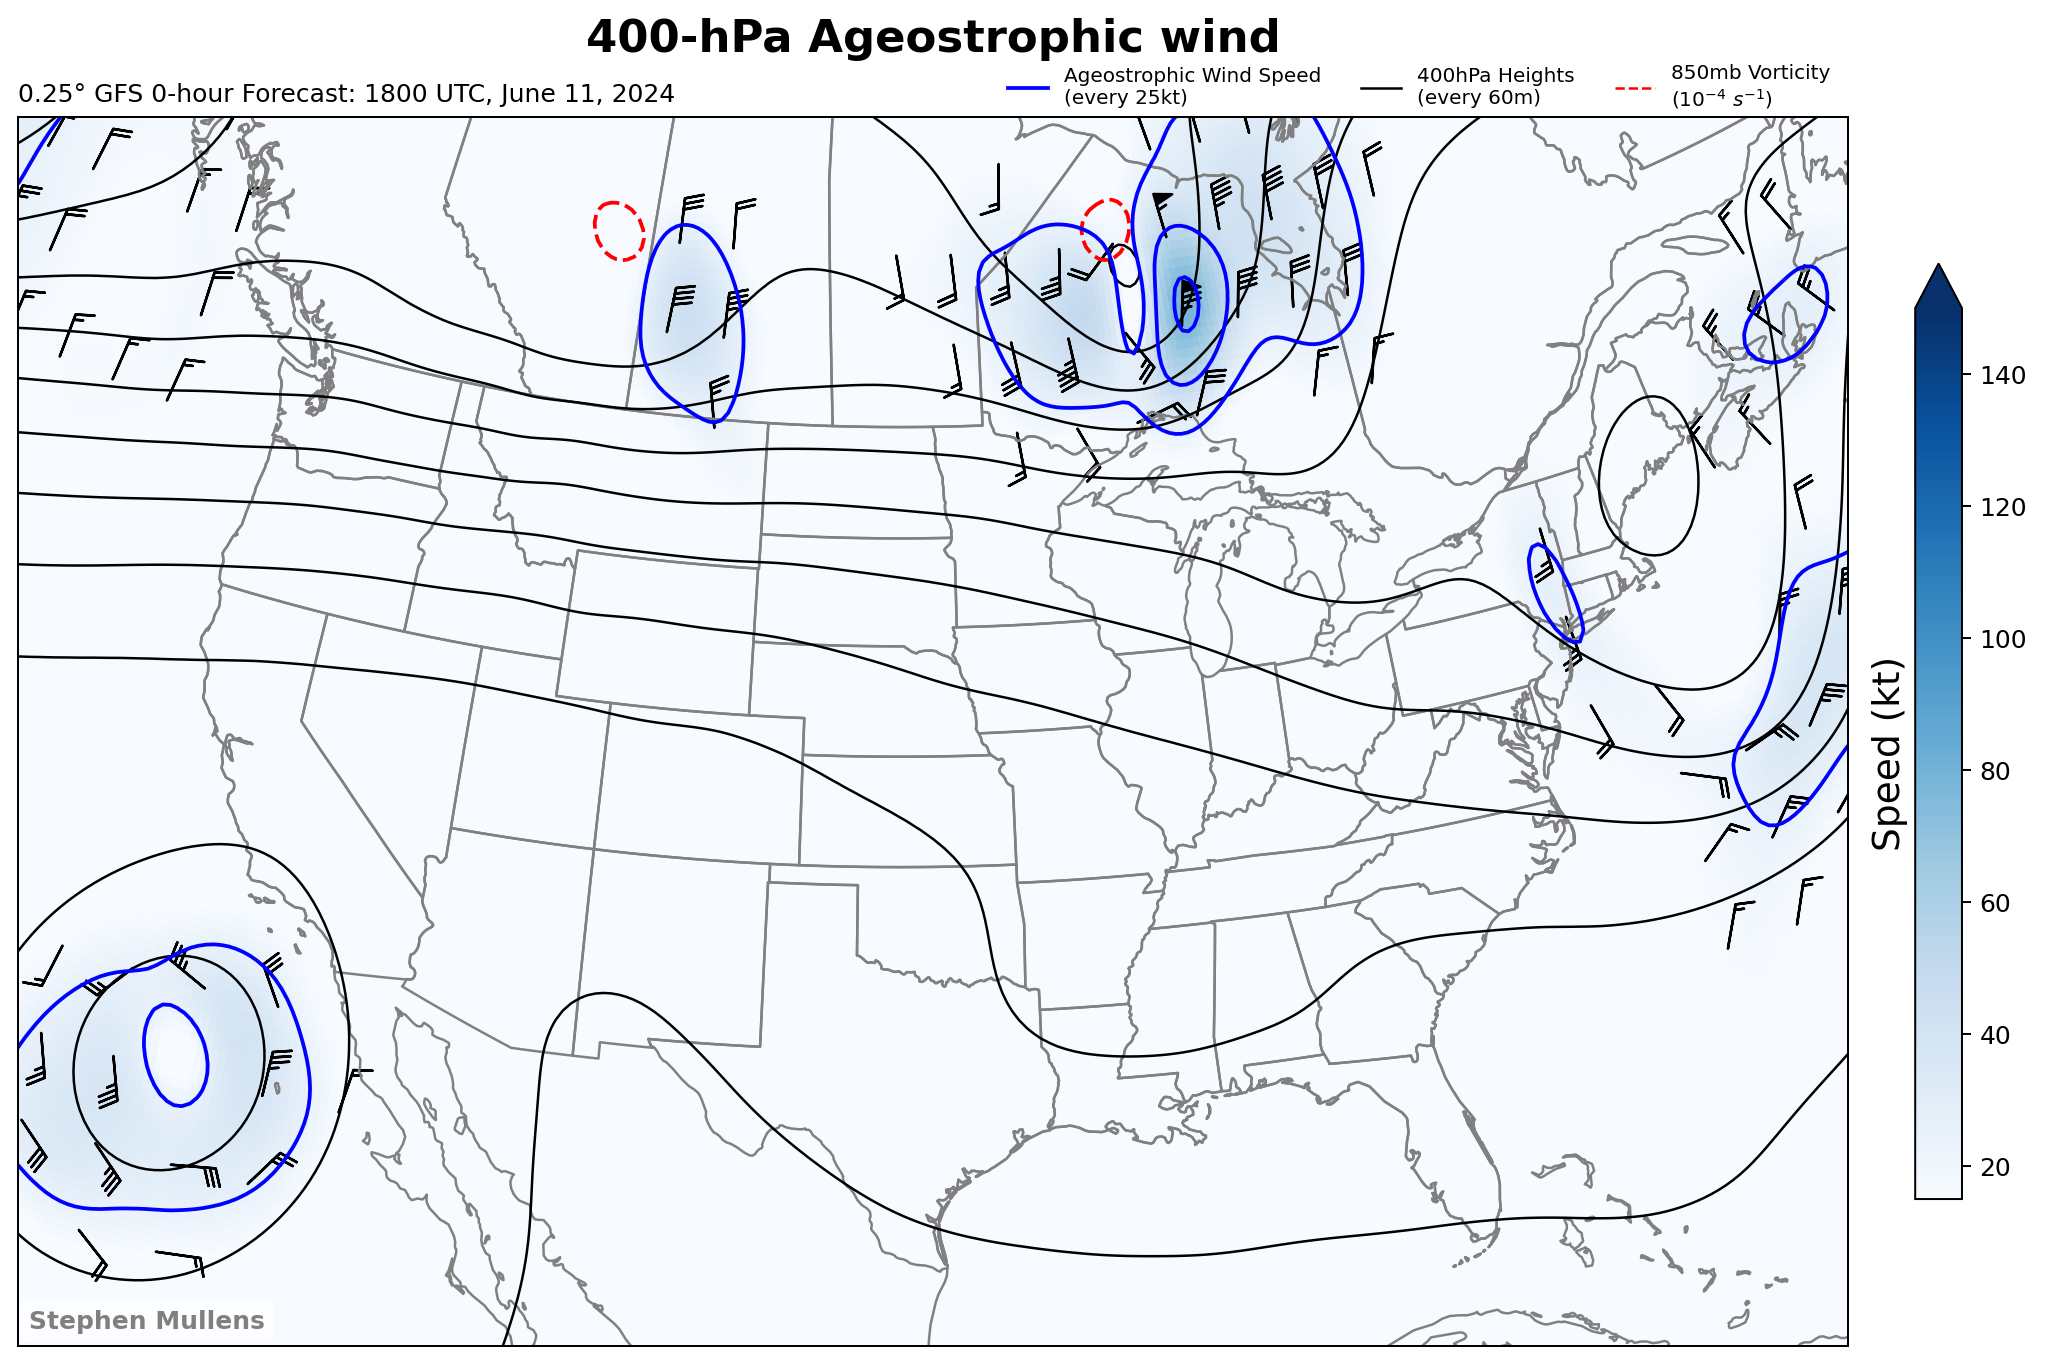 400-hPa Ageostrophic wind
0.25° GFS 0-hour Forecast: 1800 UTC, June 11, 2024
Ageostrophic Wind Speed
(every 25kt)
400hPa Heights
(every 60m)
850mb Vorticity
(10⁻⁴ s⁻¹)
140
120
100
80
60
40
20
Speed (kt)
Stephen Mullens